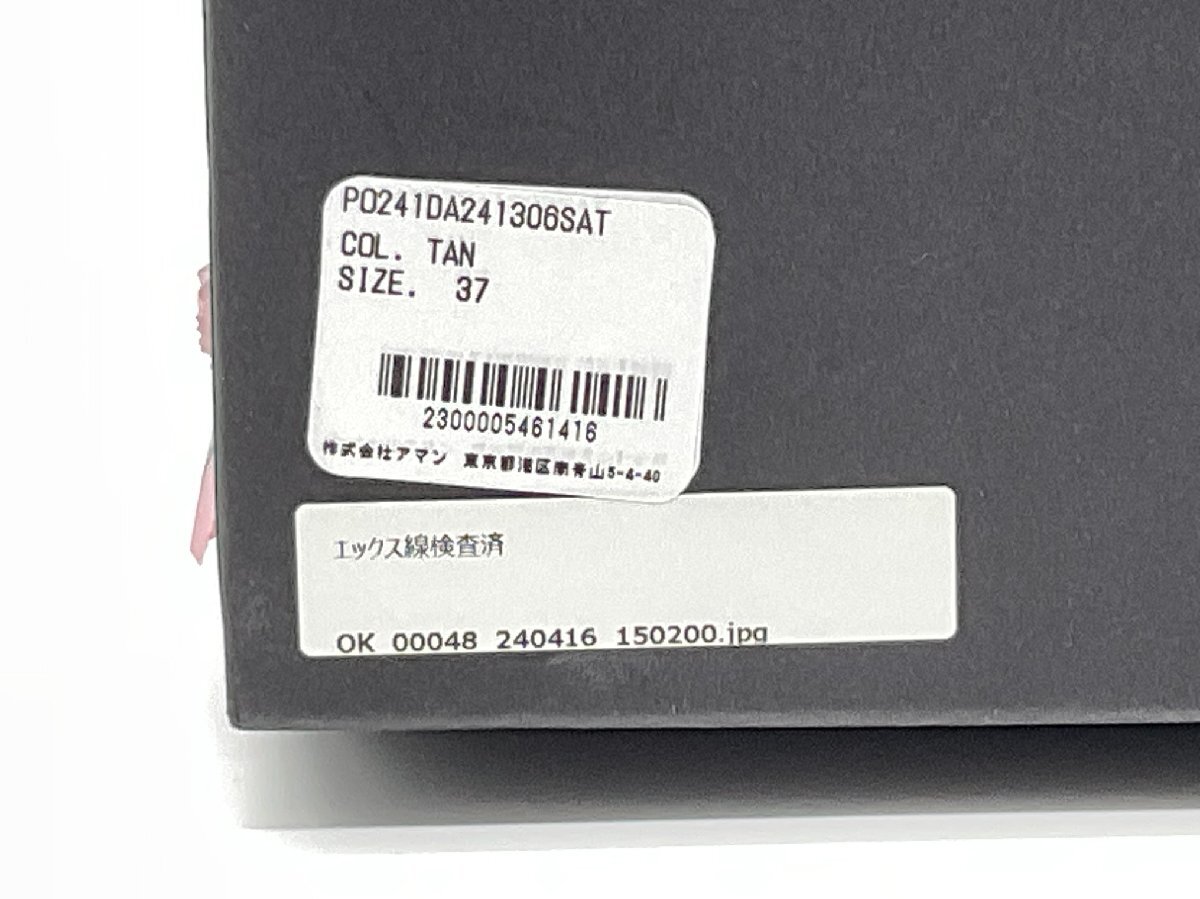 PO241DA241306SAT
COL. TAN
SIZE. 37
2300005461416
株式会社アマン 東京都港区南青山5-4-40
エックス線検査済
OK 00048 240416 150200.jpg